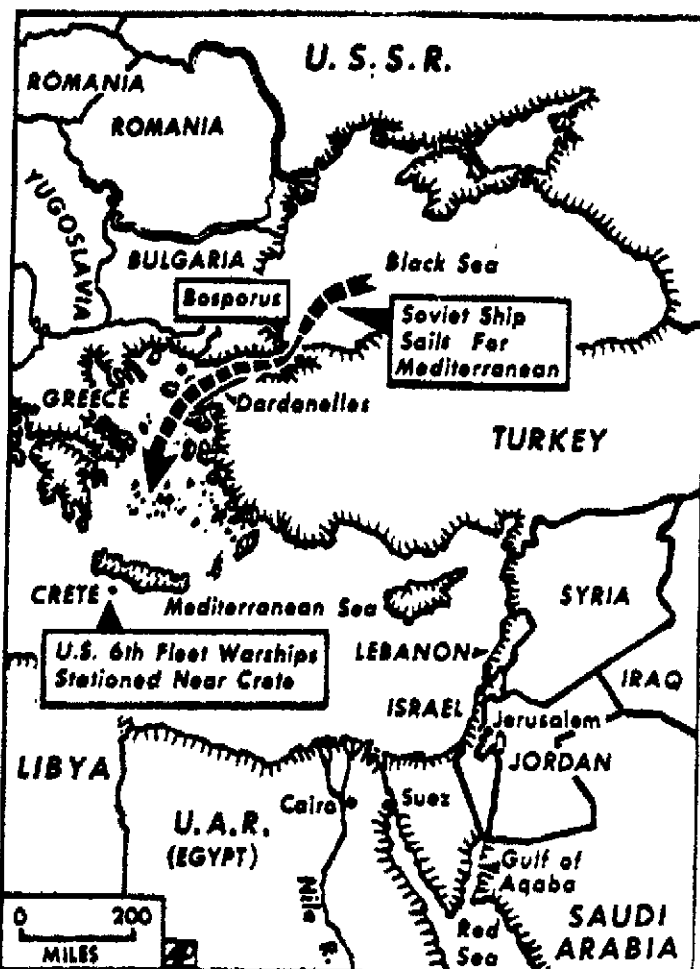 U.S.S.R.
ROMANIA
ROMANIA
YUGOSLAVIA
BULGARIA
Black Sea
Bosporus
Soviet Ship
Sails For
Mediterranean
GREECE
Dardanelles
TURKEY
CRETE
Mediterranean Sea
SYRIA
U.S. 6th Fleet Warships
Stationed Near Crete
LEBANON
IRAQ
ISRAEL
Jerusalem
JORDAN
LIBYA
Cairo
Suez
U.A.R.
(EGYPT)
Gulf of
Aqaba
Nile R.
Red
Sea
SAUDI
ARABIA
0 200
MILES
AP